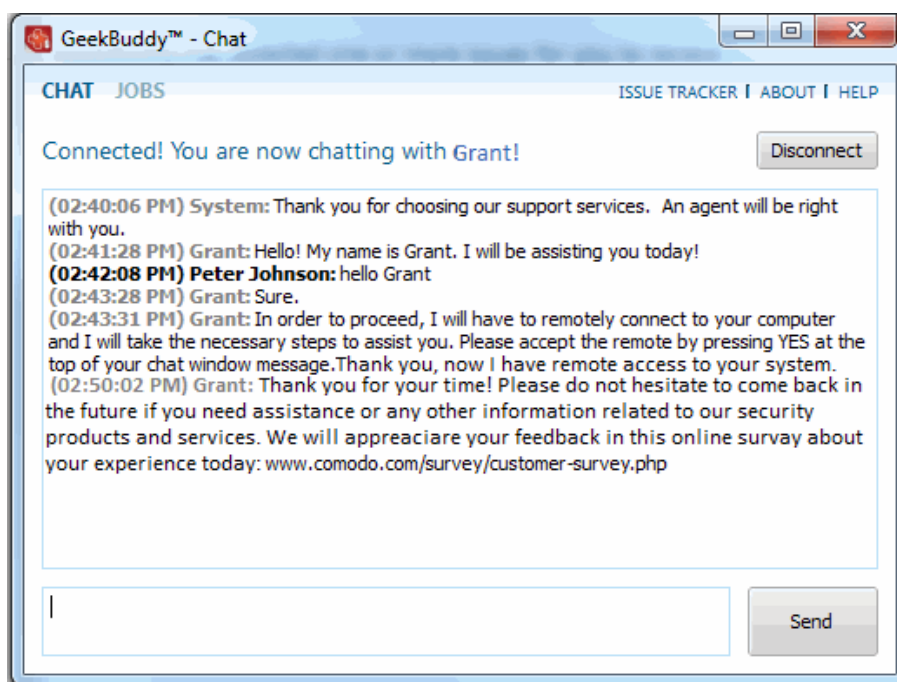 GeekBuddy™ - Chat
CHAT JOBS
ISSUE TRACKER | ABOUT | HELP
Connected! You are now chatting with Grant!
Disconnect
(02:40:06 PM) System: Thank you for choosing our support services. An agent will be right
with you.
(02:41:28 PM) Grant: Hello! My name is Grant. I will be assisting you today!
(02:42:08 PM) Peter Johnson: hello Grant
(02:43:28 PM) Grant: Sure.
(02:43:31 PM) Grant: In order to proceed, I will have to remotely connect to your computer
and I will take the necessary steps to assist you. Please accept the remote by pressing YES at the
top of your chat window message.Thank you, now I have remote access to your system.
(02:50:02 PM) Grant: Thank you for your time! Please do not hesitate to come back in
the future if you need assistance or any other information related to our security
products and services. We will appreaciare your feedback in this online survay about
your experience today: www.comodo.com/survey/customer-survey.php
Send